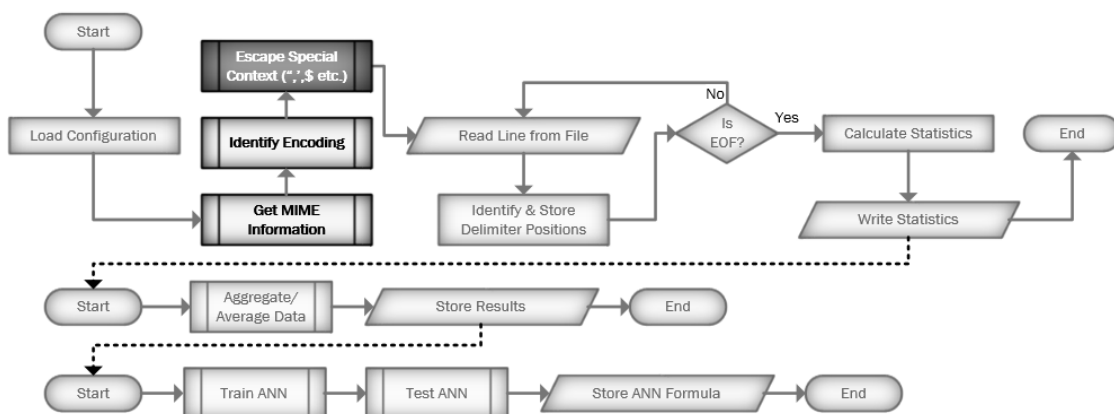 Start
Load Configuration
Escape Special
Context (“,’,$ etc.)
Identify Encoding
Get MIME
Information
Read Line from File
Identify & Store
Delimiter Positions
No
Is
EOF?
Yes
Calculate Statistics
Write Statistics
End
Start
Aggregate/
Average Data
Store Results
End
Start
Train ANN
Test ANN
Store ANN Formula
End